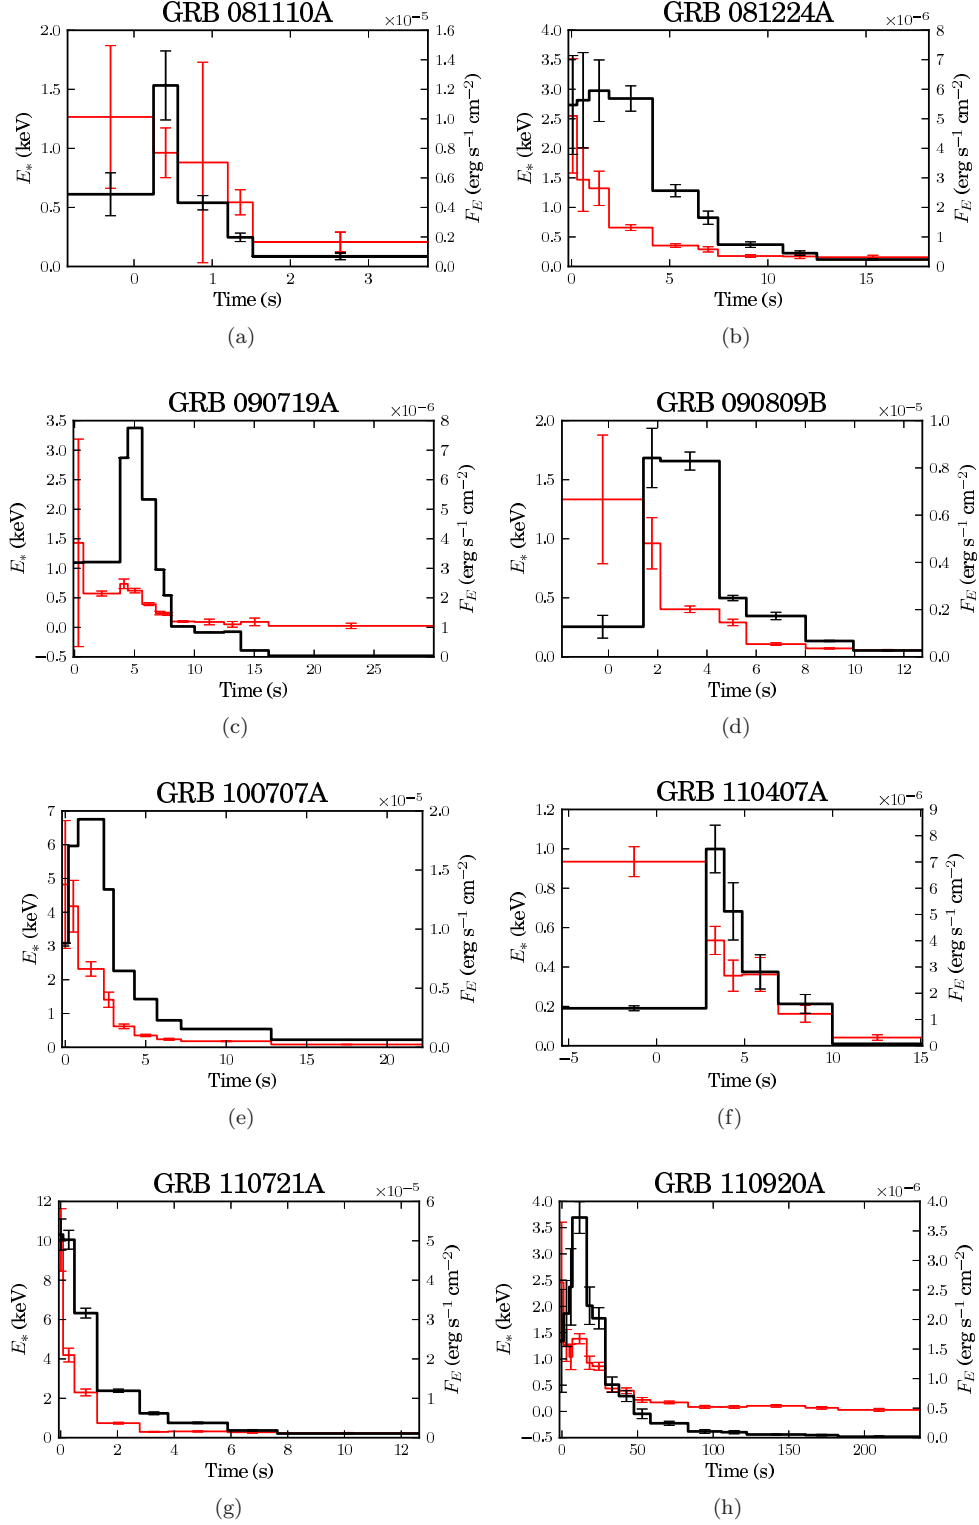 GRB 081110A
×10⁻⁵
2.0
1.5
1.0
0.5
0.0
E* (keV)
1.6
1.4
1.2
1.0
0.8
0.6
0.4
0.2
0.0
F_E (erg s⁻¹ cm⁻²)
0 1 2 3
Time (s)
(a)
GRB 081224A
×10⁻⁶
4.0
3.5
3.0
2.5
2.0
1.5
1.0
0.5
0.0
E* (keV)
8
7
6
5
4
3
2
1
0
F_E (erg s⁻¹ cm⁻²)
0 5 10 15
Time (s)
(b)
GRB 090719A
×10⁻⁶
3.5
3.0
2.5
2.0
1.5
1.0
0.5
0.0
−0.5
E* (keV)
8
7
6
5
4
3
2
1
0
F_E (erg s⁻¹ cm⁻²)
0 5 10 15 20 25
Time (s)
(c)
GRB 090809B
×10⁻⁵
2.0
1.5
1.0
0.5
0.0
E* (keV)
1.0
0.8
0.6
0.4
0.2
0.0
F_E (erg s⁻¹ cm⁻²)
0 2 4 6 8 10 12
Time (s)
(d)
GRB 100707A
×10⁻⁵
7
6
5
4
3
2
1
0
E* (keV)
2.0
1.5
1.0
0.5
0.0
F_E (erg s⁻¹ cm⁻²)
0 5 10 15 20
Time (s)
(e)
GRB 110407A
×10⁻⁶
1.2
1.0
0.8
0.6
0.4
0.2
0.0
E* (keV)
9
8
7
6
5
4
3
2
1
0
F_E (erg s⁻¹ cm⁻²)
−5 0 5 10 15
Time (s)
(f)
GRB 110721A
×10⁻⁵
12
10
8
6
4
2
0
E* (keV)
6
5
4
3
2
1
0
F_E (erg s⁻¹ cm⁻²)
0 2 4 6 8 10 12
Time (s)
(g)
GRB 110920A
×10⁻⁶
4.0
3.5
3.0
2.5
2.0
1.5
1.0
0.5
0.0
−0.5
E* (keV)
4.0
3.5
3.0
2.5
2.0
1.5
1.0
0.5
0.0
F_E (erg s⁻¹ cm⁻²)
0 50 100 150 200
Time (s)
(h)